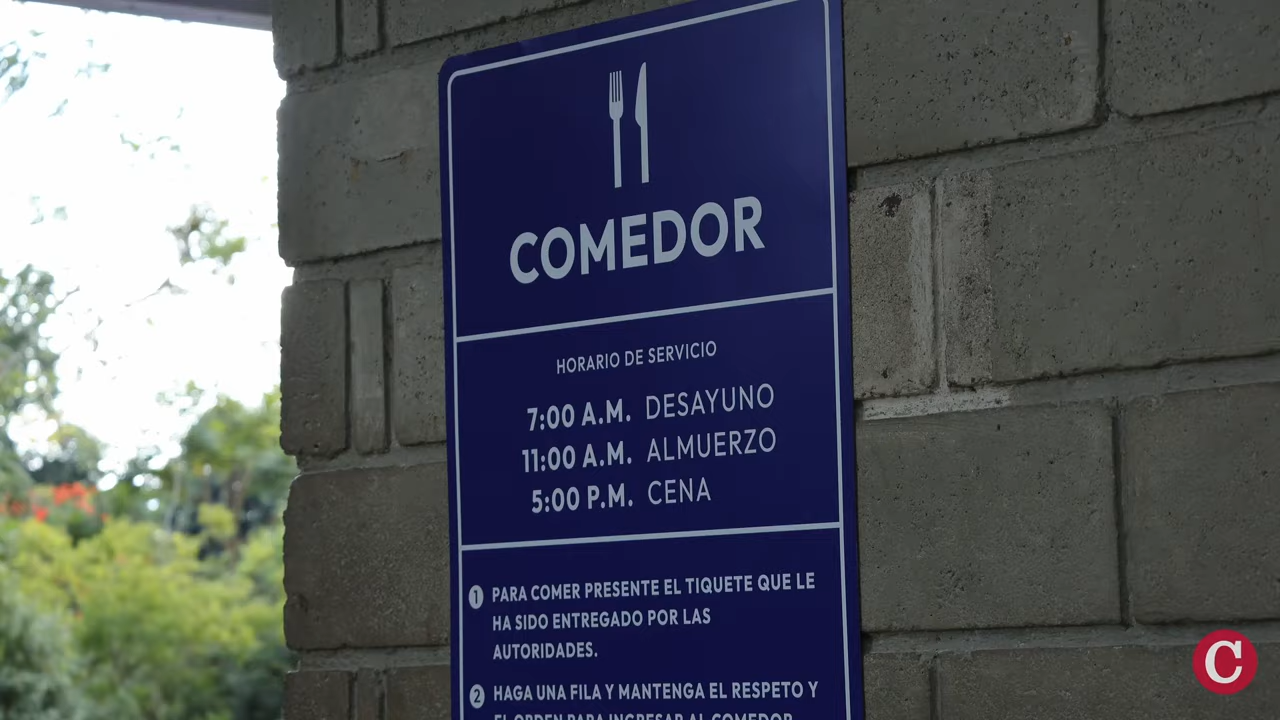 COMEDOR
HORARIO DE SERVICIO
7:00 A.M. DESAYUNO
11:00 A.M. ALMUERZO
5:00 P.M. CENA
1 PARA COMER PRESENTE EL TIQUETE QUE LE
HA SIDO ENTREGADO POR LAS
AUTORIDADES.
2 HAGA UNA FILA Y MANTENGA EL RESPETO Y
EL ORDEN PARA INGRESAR AL COMEDOR
C